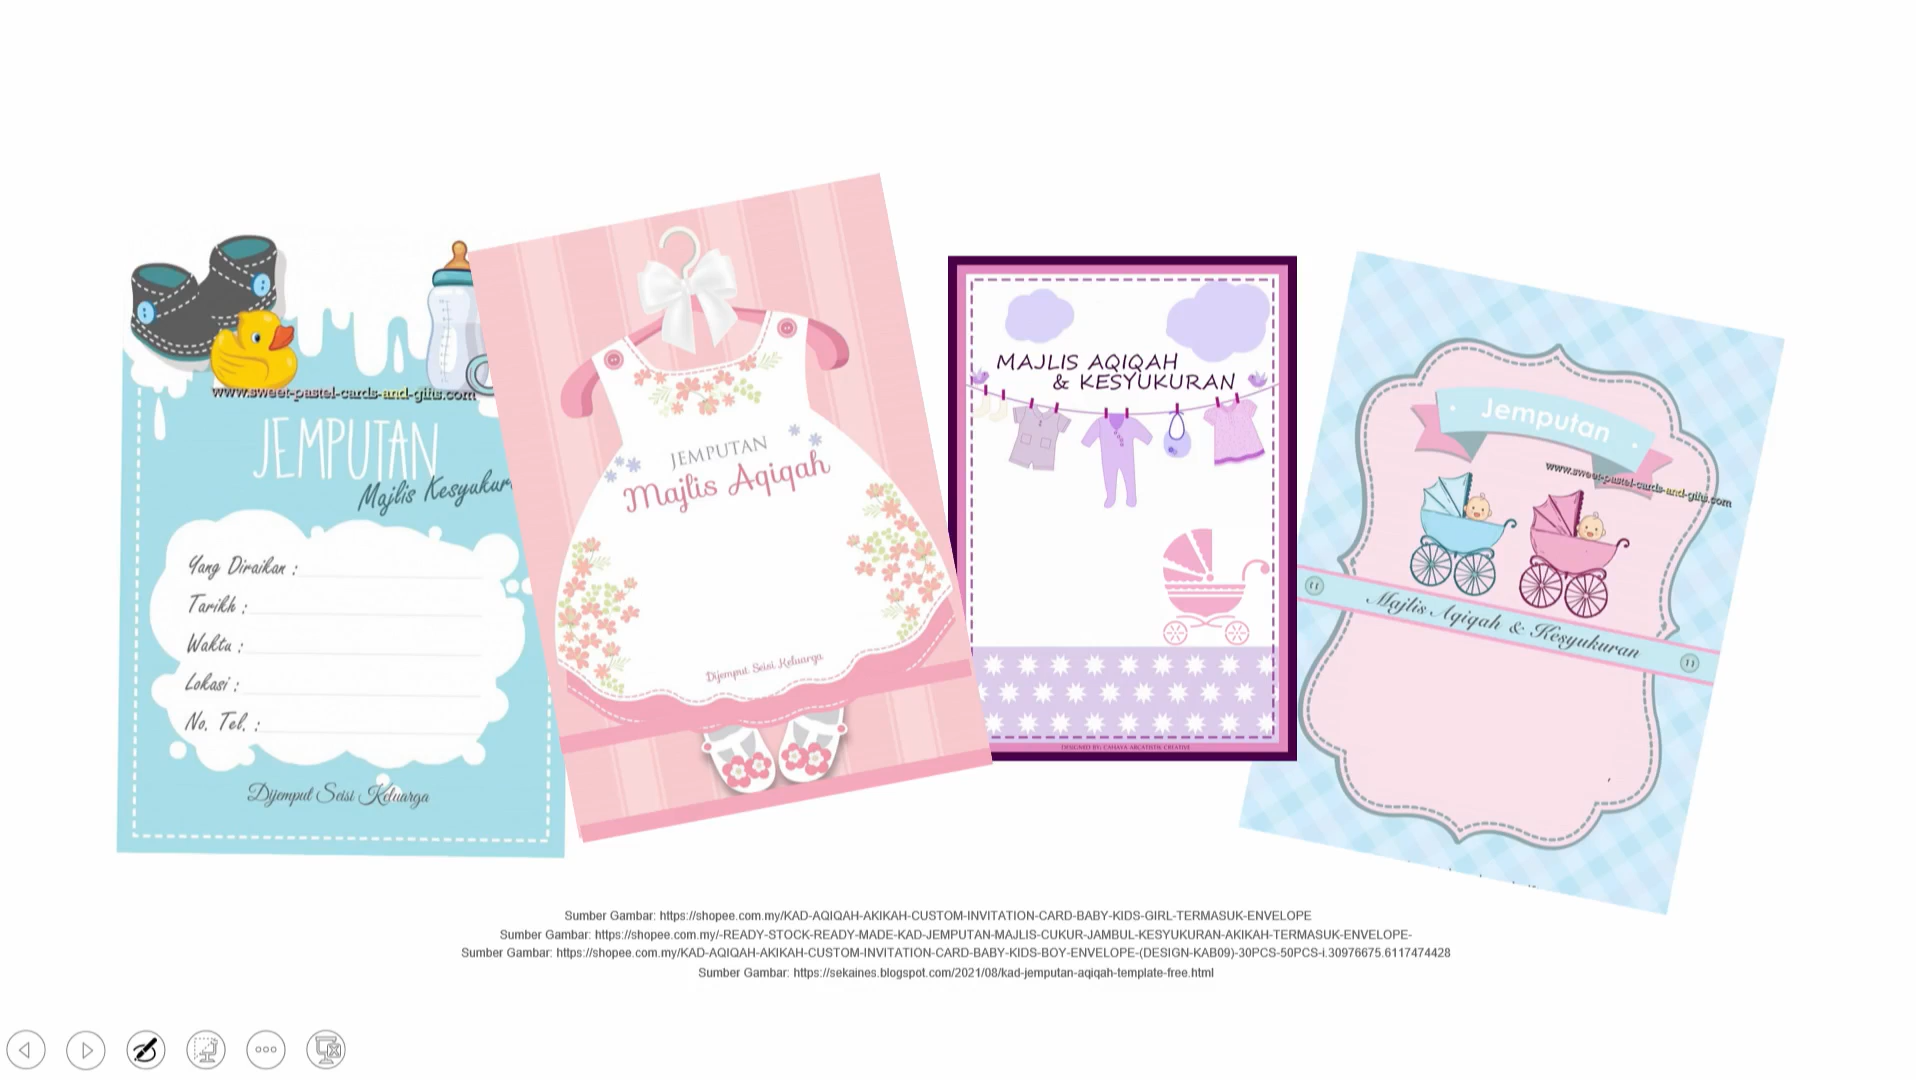 www.sweet-pastel-cards-and-gifts.com
JEMPUTAN
Majlis Kesyukur
Yang Diraikan :
Tarikh :
Waktu :
Lokasi :
No. Tel. :
Dijemput Seisi Keluarga
JEMPUTAN
Majlis Aqiqah
Dijemput Seisi Keluarga
MAJLIS AQIQAH
& KESYUKURAN
DESIGNED BY: CAHAYA ARCATISTIK CREATIVE
Jemputan
www.sweet-pastel-cards-and-gifts.com
Majlis Aqiqah & Kesyukuran
Sumber Gambar: https://shopee.com.my/KAD-AQIQAH-AKIKAH-CUSTOM-INVITATION-CARD-BABY-KIDS-GIRL-TERMASUK-ENVELOPE
Sumber Gambar: https://shopee.com.my/-READY-STOCK-READY-MADE-KAD-JEMPUTAN-MAJLIS-CUKUR-JAMBUL-KESYUKURAN-AKIKAH-TERMASUK-ENVELOPE-
Sumber Gambar: https://shopee.com.my/KAD-AQIQAH-AKIKAH-CUSTOM-INVITATION-CARD-BABY-KIDS-BOY-ENVELOPE-(DESIGN-KAB09)-30PCS-50PCS-i.30976675.6117474428
Sumber Gambar: https://sekaines.blogspot.com/2021/08/kad-jemputan-aqiqah-template-free.html